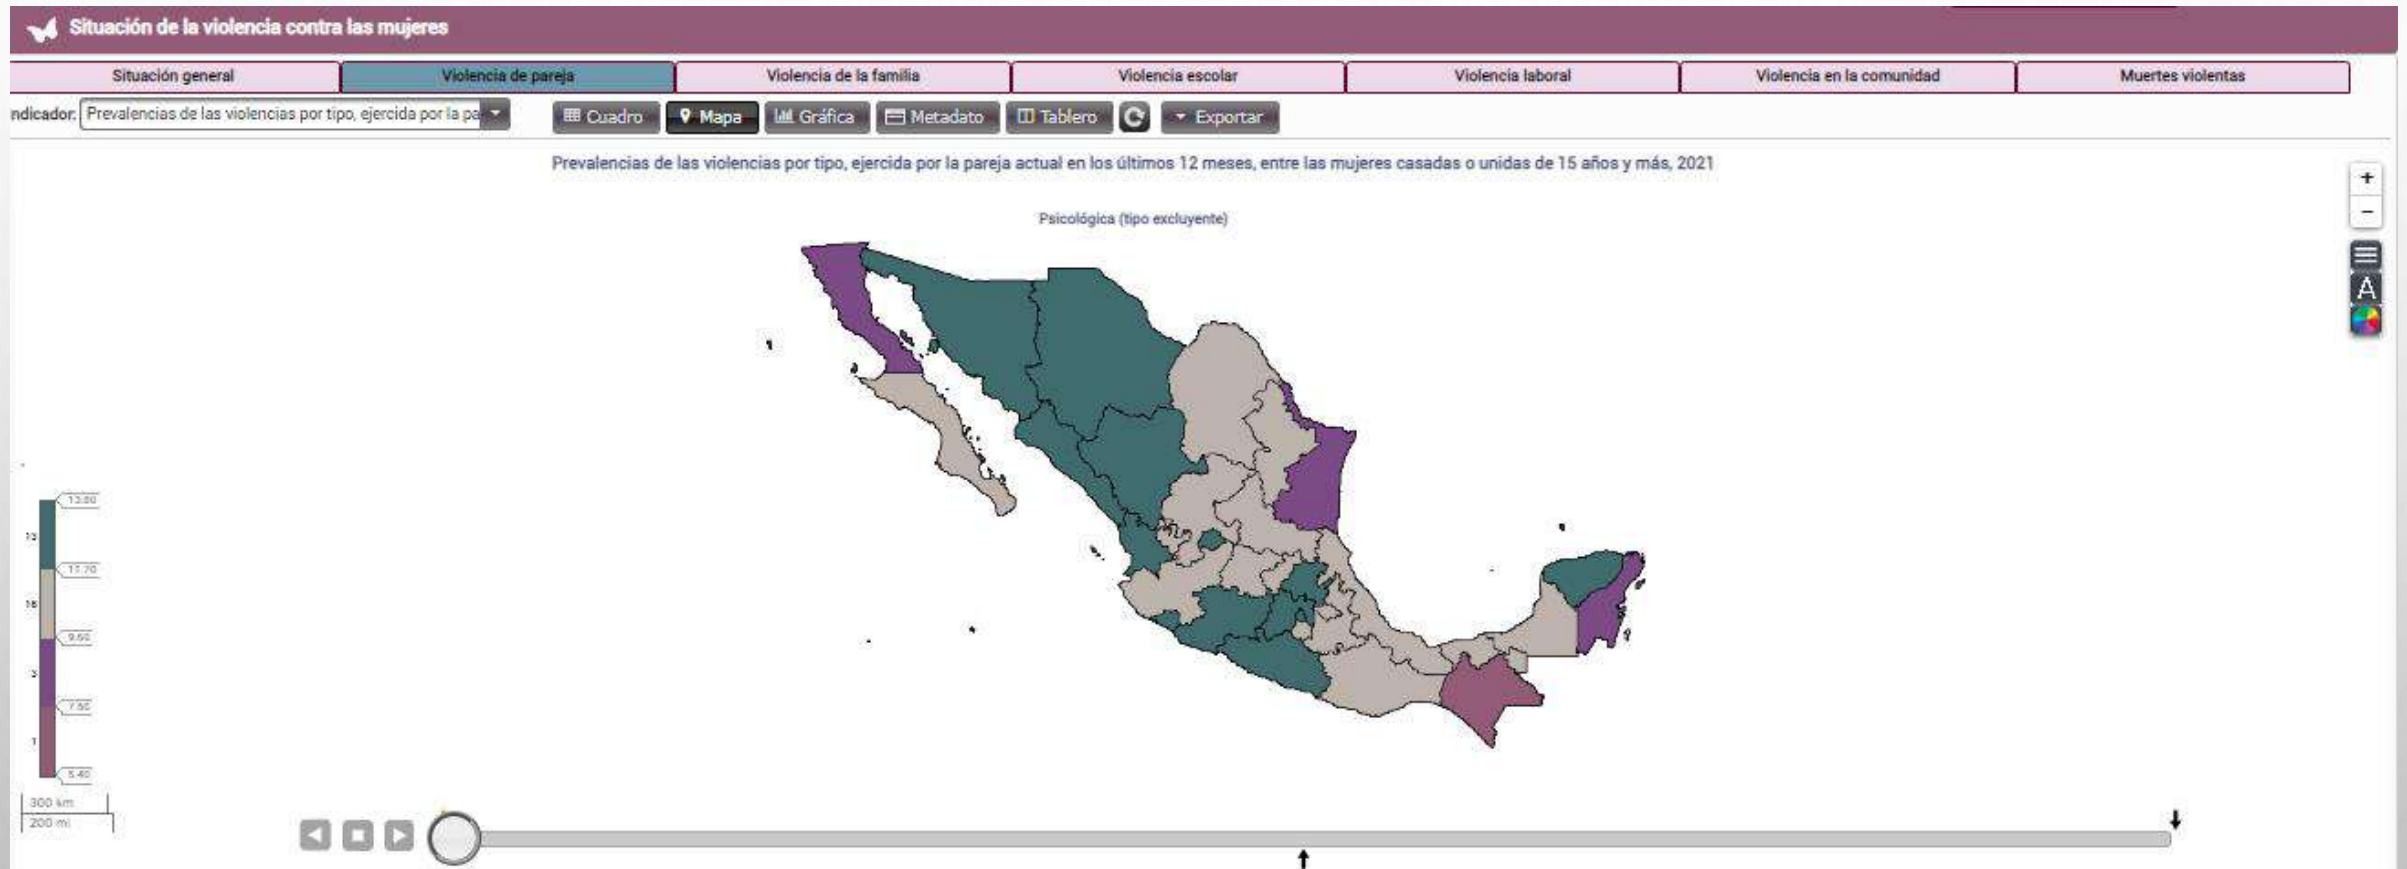 Situación de la violencia contra las mujeres
Situación general
Violencia de pareja
Violencia de la familia
Violencia escolar
Violencia laboral
Violencia en la comunidad
Muertes violentas
ndicador: Prevalencias de las violencias por tipo, ejercida por la pa
Cuadro
Mapa
Gráfica
Metadato
Tablero
Exportar
Prevalencias de las violencias por tipo, ejercida por la pareja actual en los últimos 12 meses, entre las mujeres casadas o unidas de 15 años y más, 2021
Psicológica (tipo excluyente)
+
−
A
11.70
9.60
7.50
3
1
5.40
300 km
200 mi